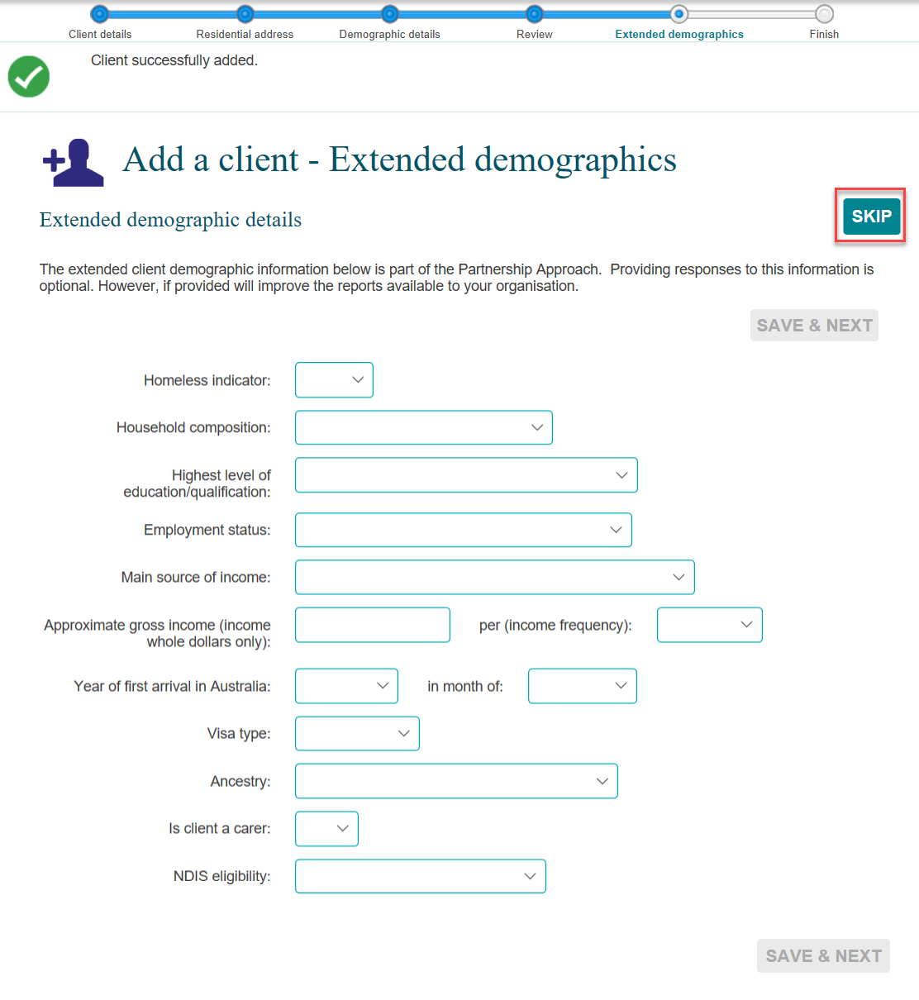 Client details
Residential address
Demographic details
Review
Extended demographics
Finish
Client successfully added.
Add a client - Extended demographics
Extended demographic details
SKIP
The extended client demographic information below is part of the Partnership Approach.  Providing responses to this information is
optional. However, if provided will improve the reports available to your organisation.
SAVE & NEXT
Homeless indicator:
Household composition:
Highest level of
education/qualification:
Employment status:
Main source of income:
Approximate gross income (income
whole dollars only):
per (income frequency):
Year of first arrival in Australia:
in month of:
Visa type:
Ancestry:
Is client a carer:
NDIS eligibility:
SAVE & NEXT